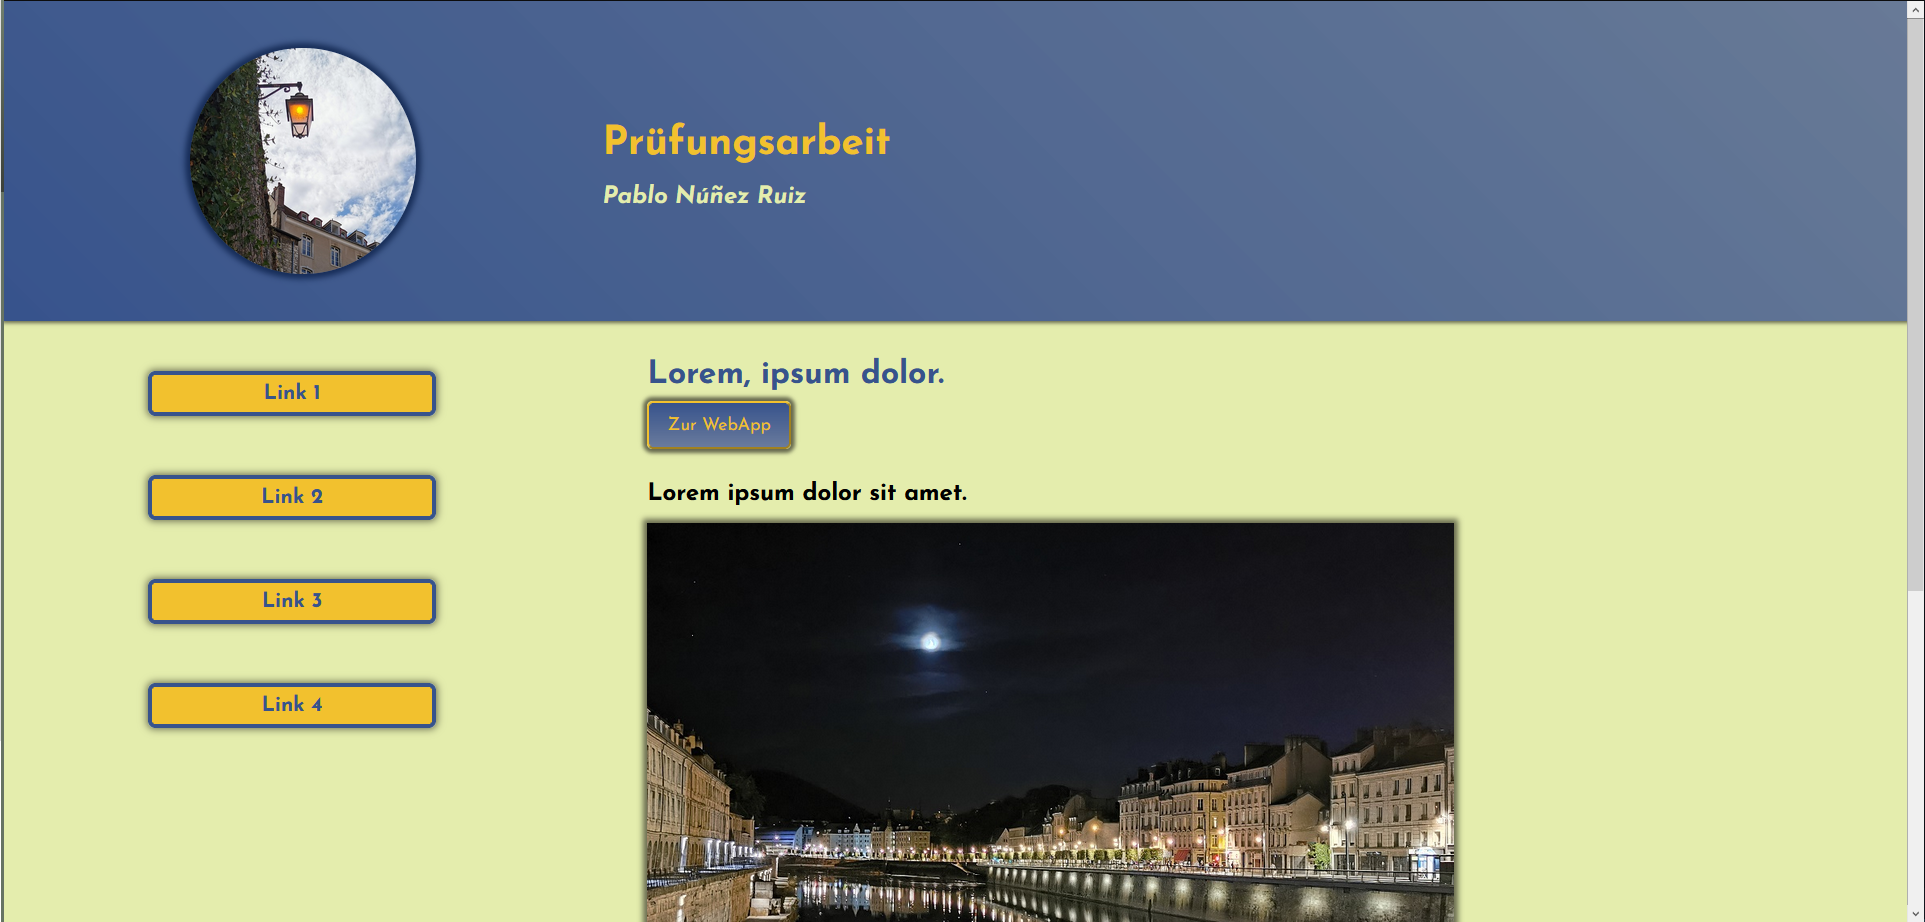 Prüfungsarbeit
Pablo Núñez Ruiz
Link 1
Link 2
Link 3
Link 4
Lorem, ipsum dolor.
Zur WebApp
Lorem ipsum dolor sit amet.